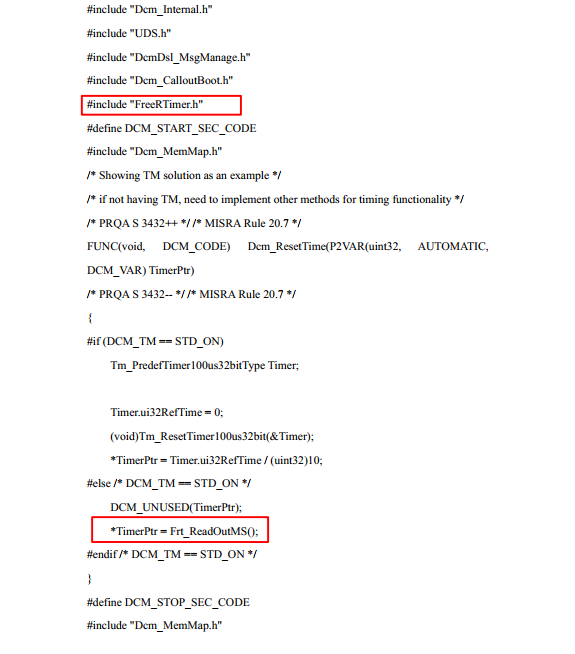 #include "Dcm_Internal.h"
#include "UDS.h"
#include "DcmDsl_MsgManage.h"
#include "Dcm_CalloutBoot.h"
#include "FreeRTimer.h"
#define DCM_START_SEC_CODE
#include "Dcm_MemMap.h"
/* Showing TM solution as an example */
/* if not having TM, need to implement other methods for timing functionality */
/* PRQA S 3432++ */ /* MISRA Rule 20.7 */
FUNC(void, DCM_CODE) Dcm_ResetTime(P2VAR(uint32, AUTOMATIC,
DCM_VAR) TimerPtr)
/* PRQA S 3432-- */ /* MISRA Rule 20.7 */
{
#if (DCM_TM == STD_ON)
Tm_PredefTimer100us32bitType Timer;
Timer.ui32RefTime = 0;
(void)Tm_ResetTimer100us32bit(&Timer);
*TimerPtr = Timer.ui32RefTime / (uint32)10;
#else /* DCM_TM == STD_ON */
DCM_UNUSED(TimerPtr);
*TimerPtr = Frt_ReadOutMS();
#endif /* DCM_TM == STD_ON */
}
#define DCM_STOP_SEC_CODE
#include "Dcm_MemMap.h"